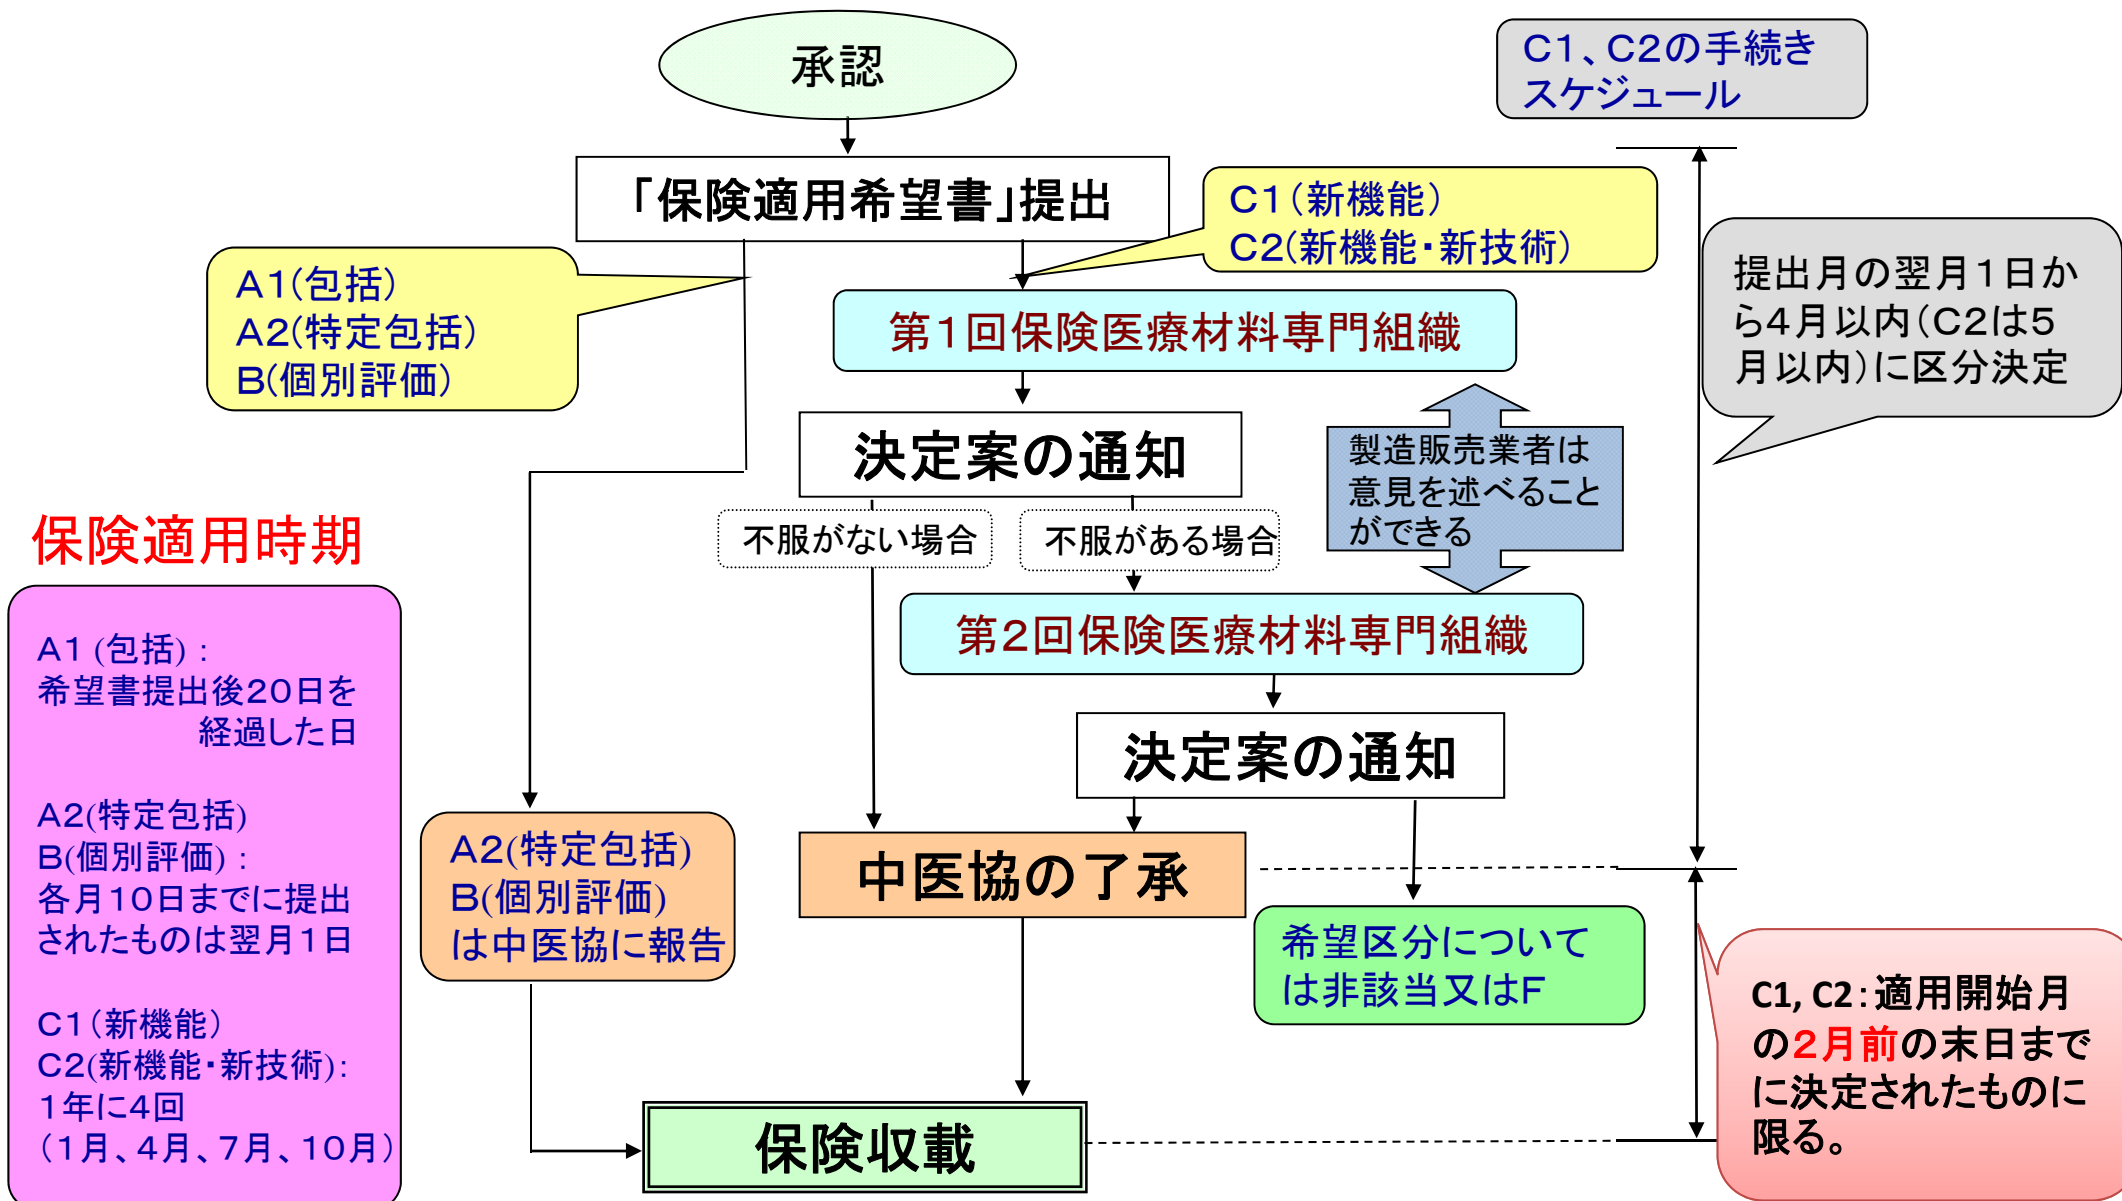 承認
C1、C2の手続き
スケジュール
「保険適用希望書」提出
C1(新機能)
C2(新機能・新技術)
A1(包括)
A2(特定包括)
B(個別評価)
提出月の翌月1日か
ら4月以内(C2は5
月以内)に区分決定
第1回保険医療材料専門組織
決定案の通知
製造販売業者は
意見を述べること
ができる
不服がない場合
不服がある場合
保険適用時期
第2回保険医療材料専門組織
A1 (包括) :
希望書提出後20日を
経過した日
A2(特定包括)
B(個別評価) :
各月10日までに提出
されたものは翌月1日
C1(新機能)
C2(新機能・新技術):
1年に4回
(1月、4月、7月、10月)
決定案の通知
A2(特定包括)
B(個別評価)
は中医協に報告
中医協の了承
希望区分について
は非該当又はF
C1, C2:適用開始月
の2月前の末日まで
に決定されたものに
限る。
保険収載